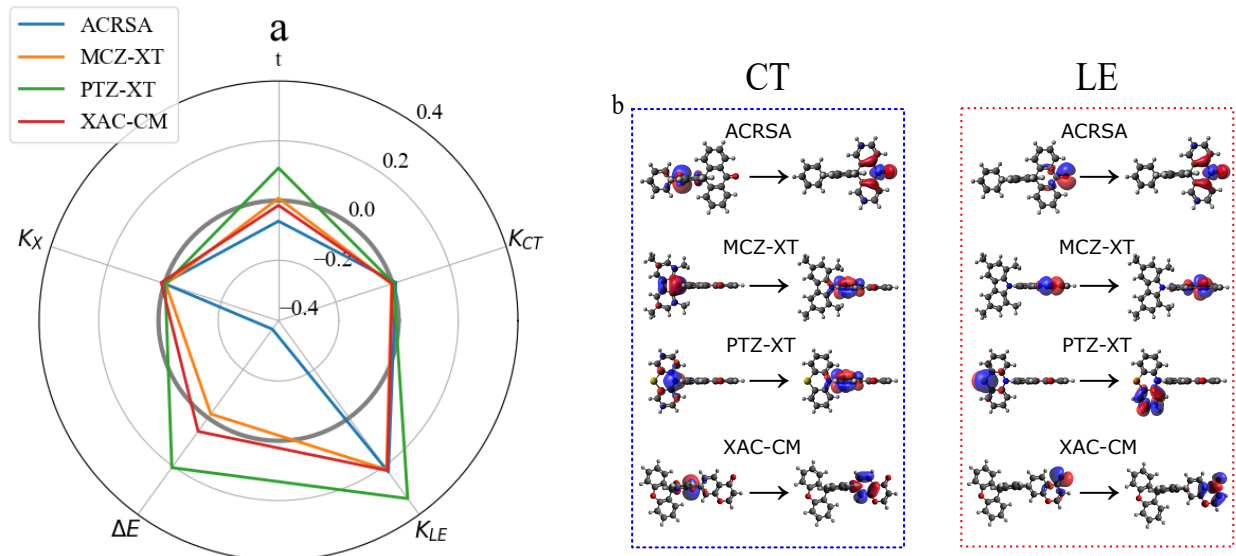 ACRSA
MCZ-XT
PTZ-XT
XAC-CM
a
t
0.4
0.2
0.0
−0.2
−0.4
K_X
K_CT
ΔE
K_LE
b
CT
LE
ACRSA
ACRSA
MCZ-XT
MCZ-XT
PTZ-XT
PTZ-XT
XAC-CM
XAC-CM